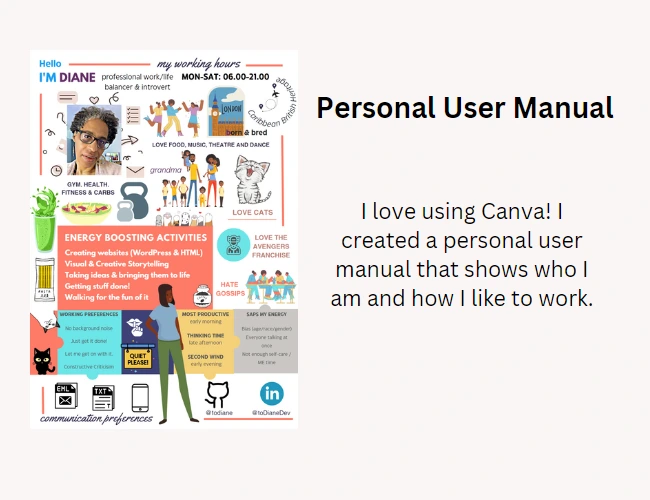 Hello
my working hours
I'M DIANE
professional work/life
balancer & introvert
MON-SAT: 06.00-21.00
Caribbean British Heritage
LONDON
born & bred
LOVE FOOD, MUSIC, THEATRE AND DANCE
grandma
GYM. HEALTH.
FITNESS & CARBS
LOVE CATS
ENERGY BOOSTING ACTIVITIES
Creating websites (WordPress & HTML)
Visual & Creative Storytelling
Taking ideas & bringing them to life
Getting stuff done!
Walking for the fun of it
LOVE THE
AVENGERS
FRANCHISE
HATE
GOSSIPS
WORKING PREFERENCES
No background noise
Just got it done!
Let me get on with it.
Constructive/criticism
QUIET
PLEASE!
MOST PRODUCTIVE
early morning
THINKING TIME
late afternoon
SECOND WIND
early evening
SAPS MY ENERGY
Bias (age/race/gender)
Everyone talking at
once
Not enough self-care /
ME time
EML
TXT
communication preferences
@todiane
in
@toDianeDev
Personal User Manual
I love using Canva! I
created a personal user
manual that shows who I
am and how I like to work.